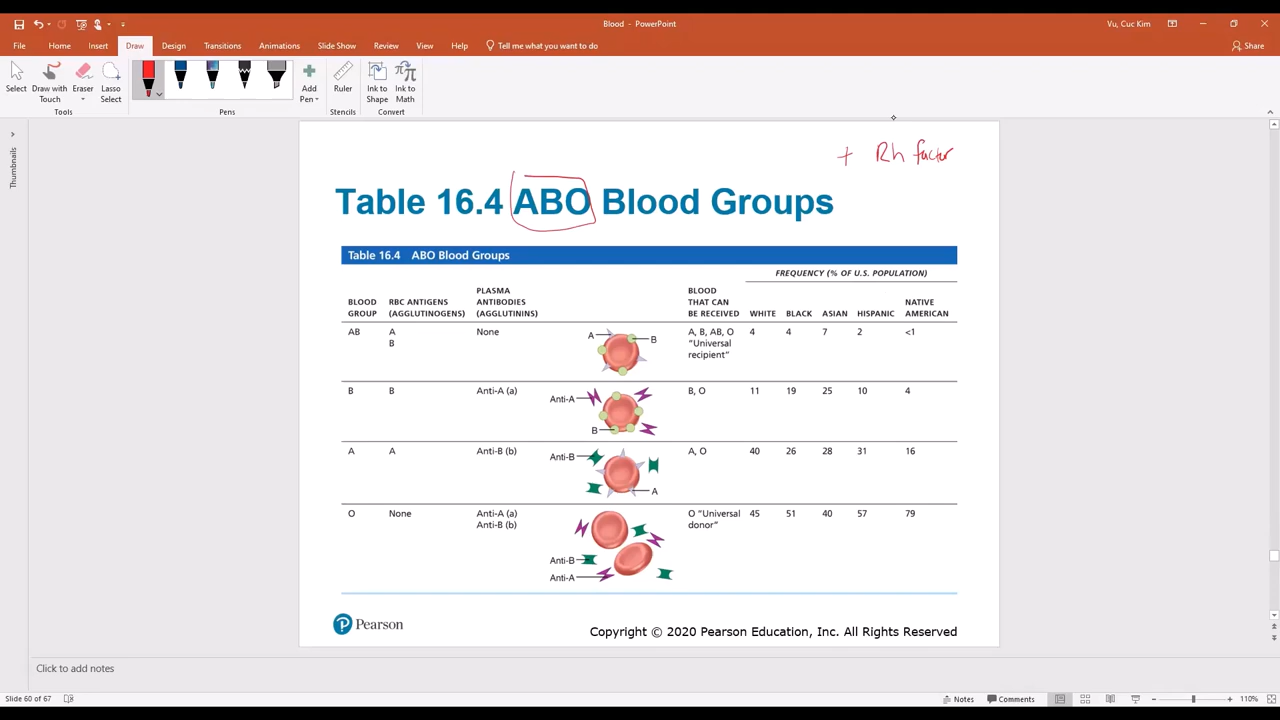 Blood - PowerPoint
Vu, Cuc Kim
File Home Insert Draw Design Transitions Animations Slide Show Review View Help Tell me what you want to do
Share
Select
Draw with Touch
Eraser
Lasso Select
Add Pen
Ruler
Ink to Shape
Ink to Math
Tools
Pens
Stencils
Convert
Thumbnails
+ Rh factor
Table 16.4 ABO Blood Groups
Table 16.4 ABO Blood Groups
FREQUENCY (% OF U.S. POPULATION)
BLOOD GROUP
RBC ANTIGENS (AGGLUTINOGENS)
PLASMA ANTIBODIES (AGGLUTININS)
BLOOD THAT CAN BE RECEIVED
WHITE BLACK ASIAN HISPANIC NATIVE AMERICAN
AB
A
B
None
A
B
A, B, AB, O
“Universal
recipient”
4 4 7 2 <1
B B Anti-A (a)
Anti-A
B
B, O 11 19 25 10 4
A A Anti-B (b)
Anti-B
A
A, O 40 26 28 31 16
O None Anti-A (a)
Anti-B (b)
Anti-B
Anti-A
O “Universal
donor”
45 51 40 57 79
Pearson
Copyright © 2020 Pearson Education, Inc. All Rights Reserved
Click to add notes
Slide 60 of 67
Notes
Comments
110%